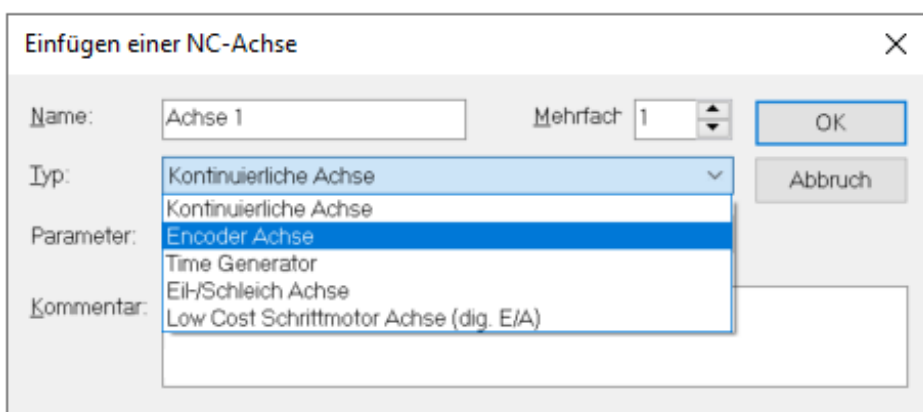 Einfügen einer NC-Achse
Name: Achse 1 Mehrfach 1 OK
Typ: Kontinuierliche Achse Abbruch
Kontinuierliche Achse
Parameter: Encoder Achse
Time Generator
Eil-/Schleich Achse
Kommentar: Low Cost Schrittmotor Achse (dig. E/A)